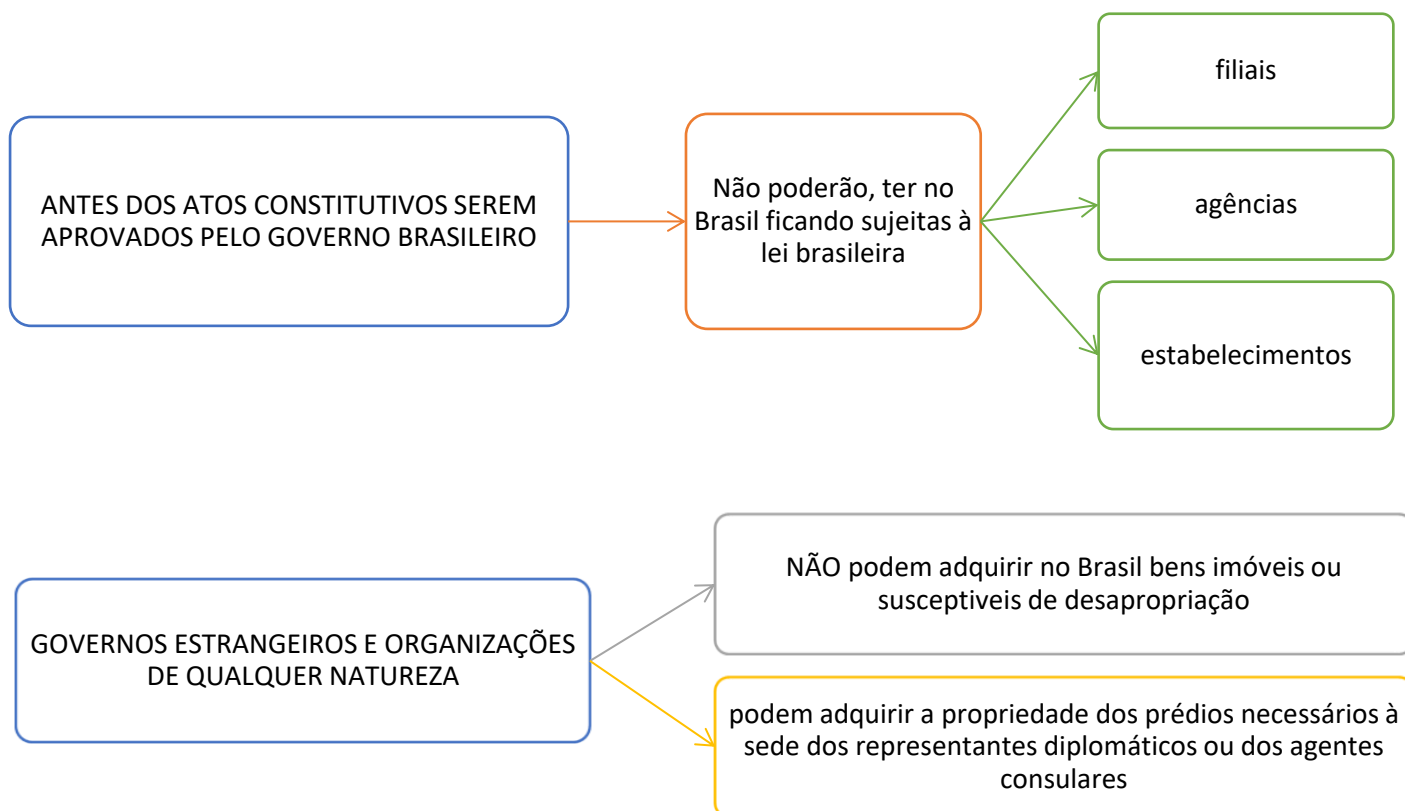 ANTES DOS ATOS CONSTITUTIVOS SEREM
APROVADOS PELO GOVERNO BRASILEIRO
Não poderão, ter no
Brasil ficando sujeitas à
lei brasileira
filiais
agências
estabelecimentos
GOVERNOS ESTRANGEIROS E ORGANIZAÇÕES
DE QUALQUER NATUREZA
NÃO podem adquirir no Brasil bens imóveis ou
susceptiveis de desapropriação
podem adquirir a propriedade dos prédios necessários à
sede dos representantes diplomáticos ou dos agentes
consulares